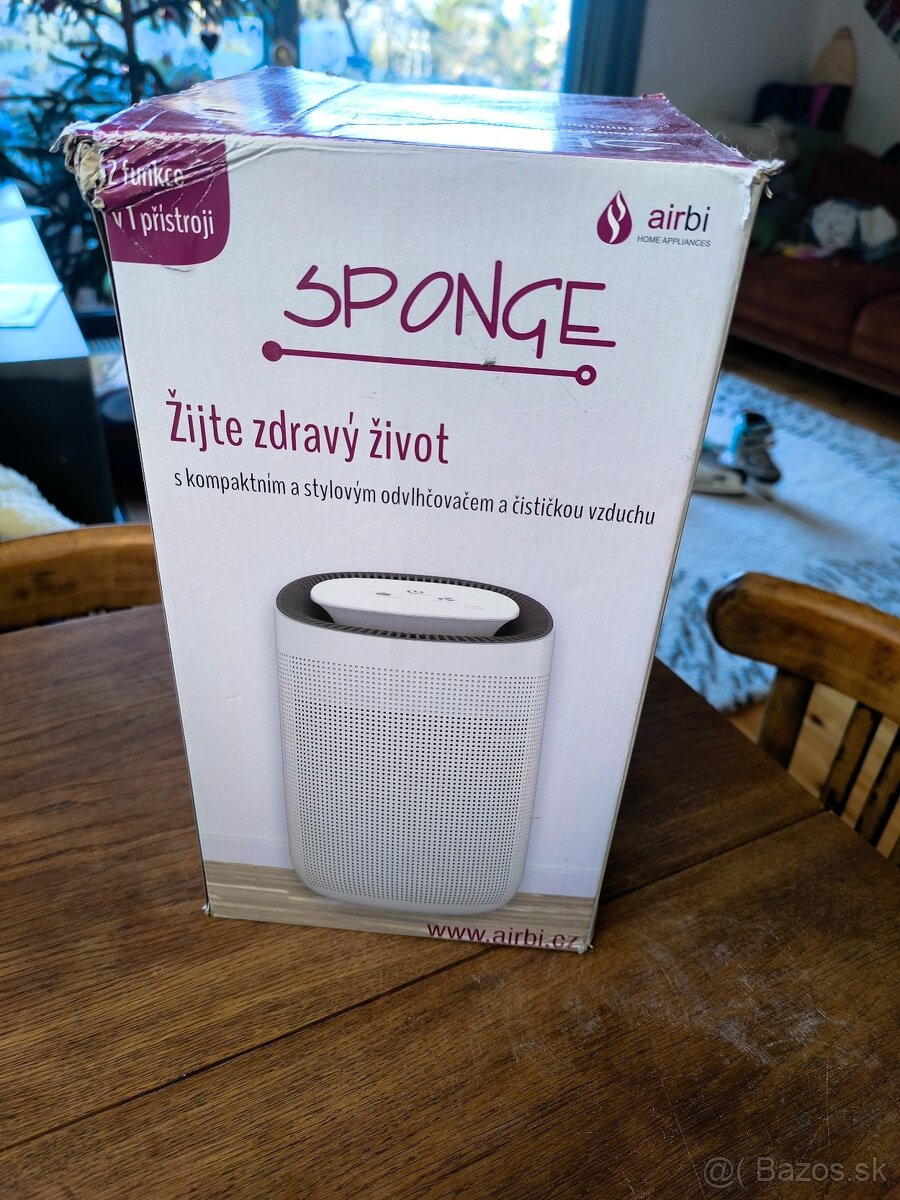 2 funkce
v 1 přístroji
airbi
HOME APPLIANCES
SPONGE
Žijte zdravý život
s kompaktním a stylovým odvlhčovačem a čističkou vzduchu
www.airbi.cz
@( Bazos.sk